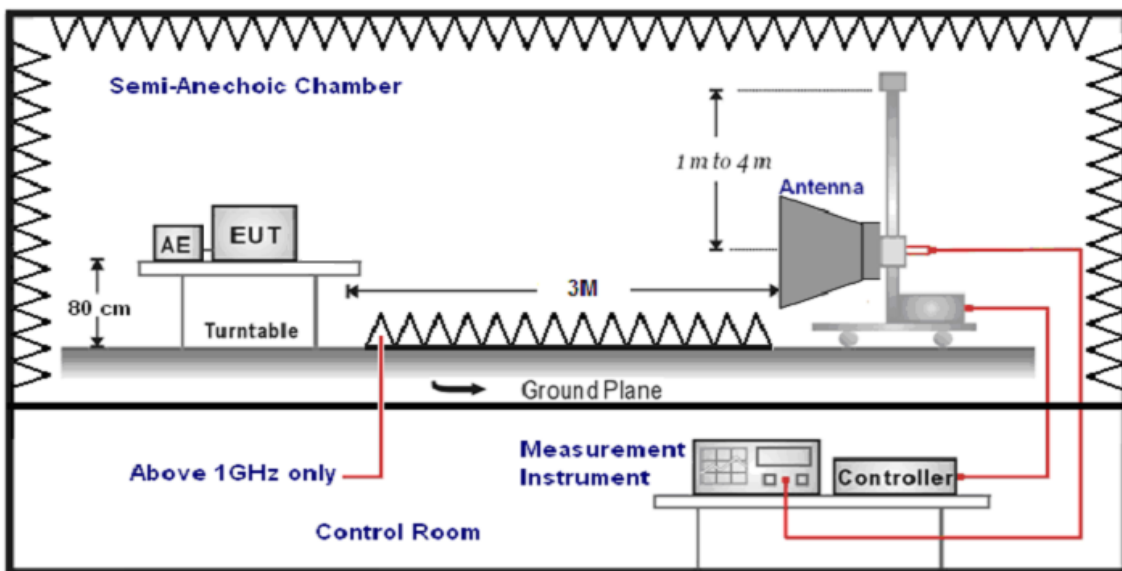 Semi-Anechoic Chamber
1 m to 4 m
Antenna
AE
EUT
80 cm
3M
Turntable
Ground Plane
Above 1GHz only
Measurement
Instrument
Controller
Control Room